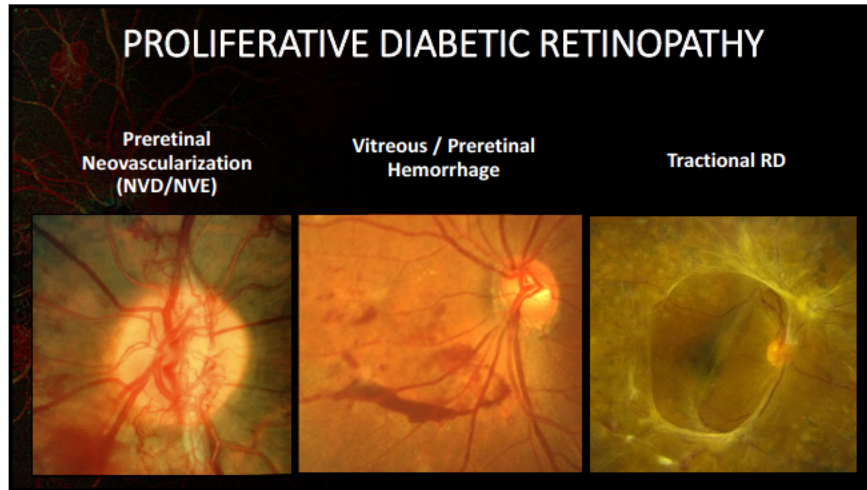 PROLIFERATIVE DIABETIC RETINOPATHY
Preretinal
Neovascularization
(NVD/NVE)
Vitreous / Preretinal
Hemorrhage
Tractional RD